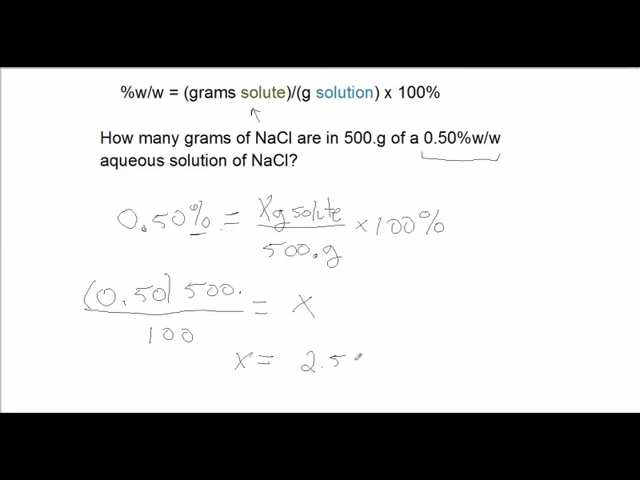 %w/w = (grams solute)/(g solution) x 100%
How many grams of NaCl are in 500.g of a 0.50%w/w
aqueous solution of NaCl?
0.50% = Xg solute / 500.g x 100%
(0.50) 500. / 100 = X
X = 2.5